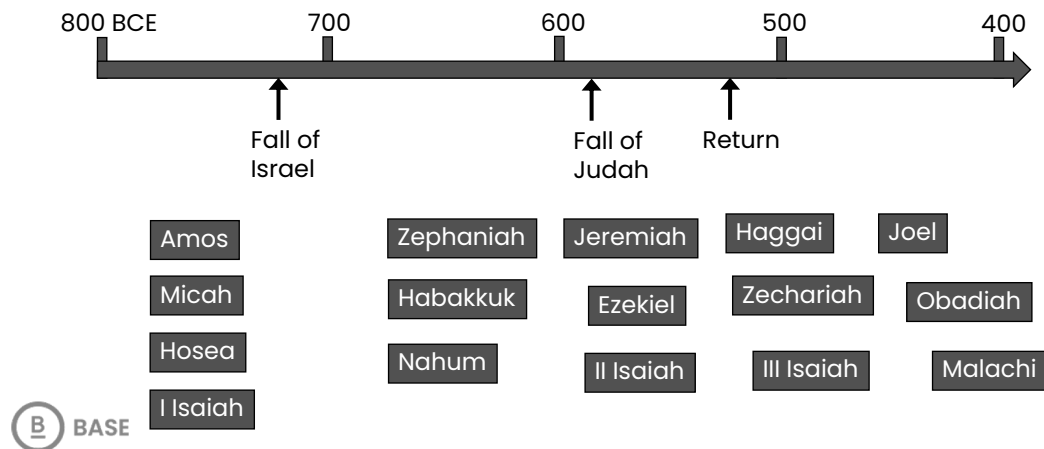 800 BCE
700
600
500
400
Fall of
Israel
Fall of
Judah
Return
Amos
Zephaniah
Jeremiah
Haggai
Joel
Micah
Habakkuk
Ezekiel
Zechariah
Obadiah
Hosea
Nahum
II Isaiah
III Isaiah
Malachi
I Isaiah
B BASE